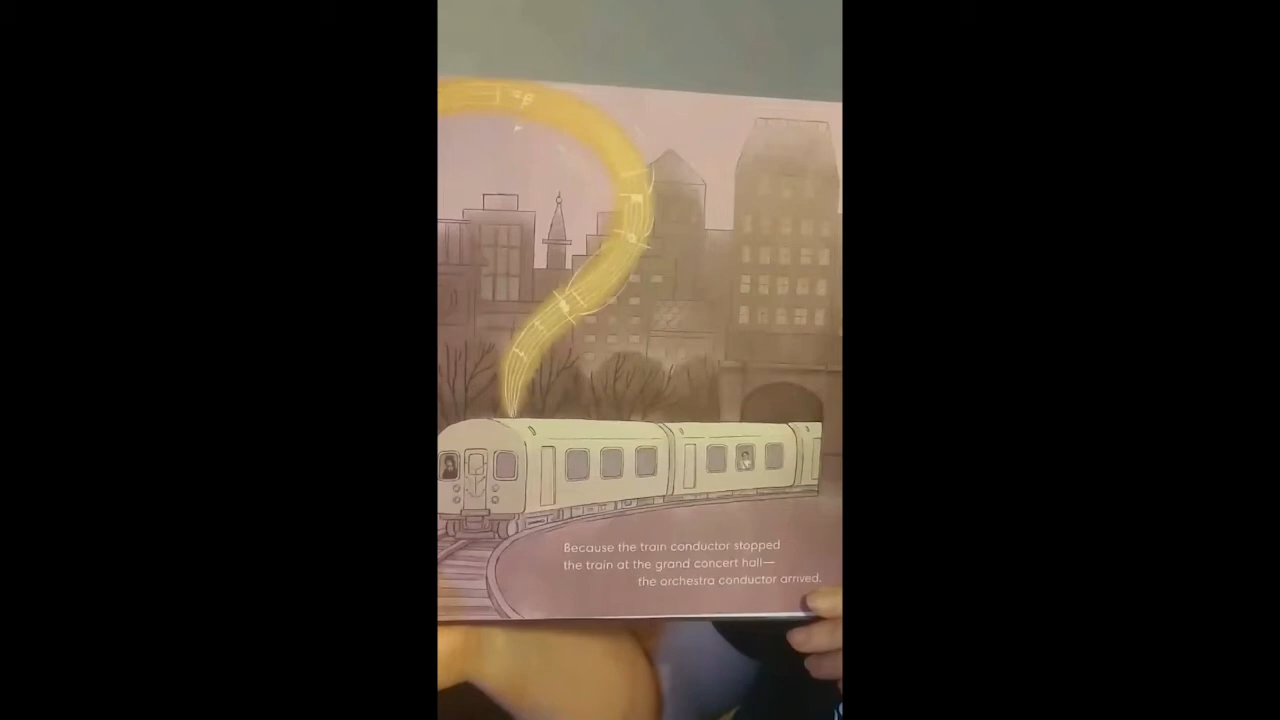 Because the train conductor stopped
the train at the grand concert hall—
the orchestra conductor arrived.